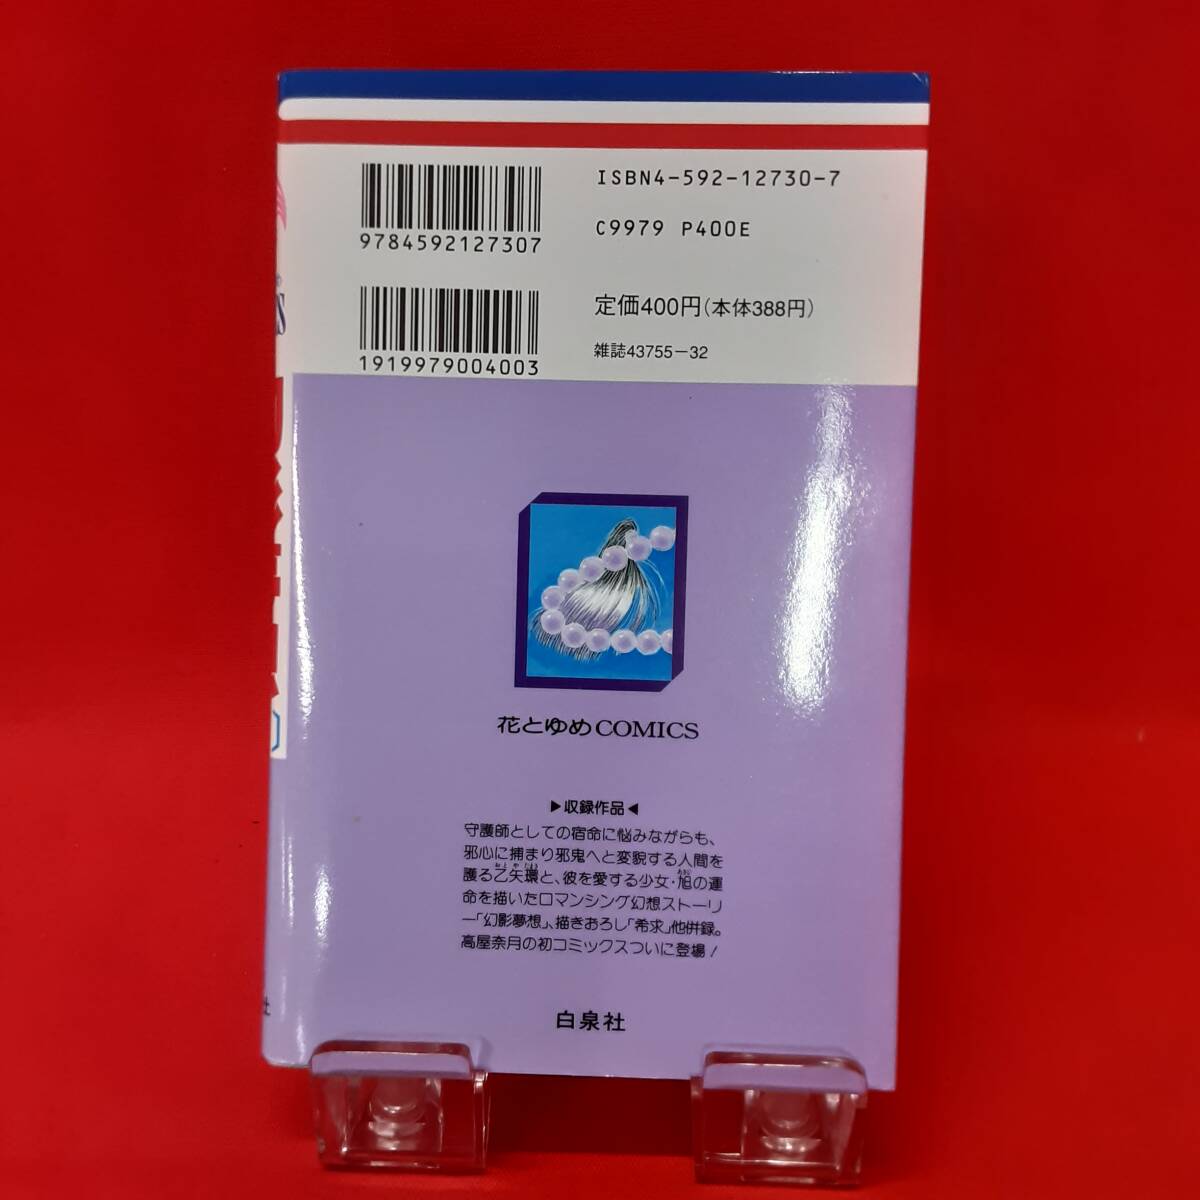 ISBN4-592-12730-7
9784592127307
C9979 P400E
定価400円(本体388円)
1919979004003
雑誌43755-32
花とゆめCOMICS
▶収録作品◀
守護師としての宿命に悩みながらも、
邪心に捕まり邪鬼へと変貌する人間を
護る乙矢環と、彼を愛する少女・旭の運
命を描いたロマンシング幻想ストーリ
ー「幻影夢想」、描きおろし「希求」他併録。
高屋奈月の初コミックスついに登場!
白泉社
社